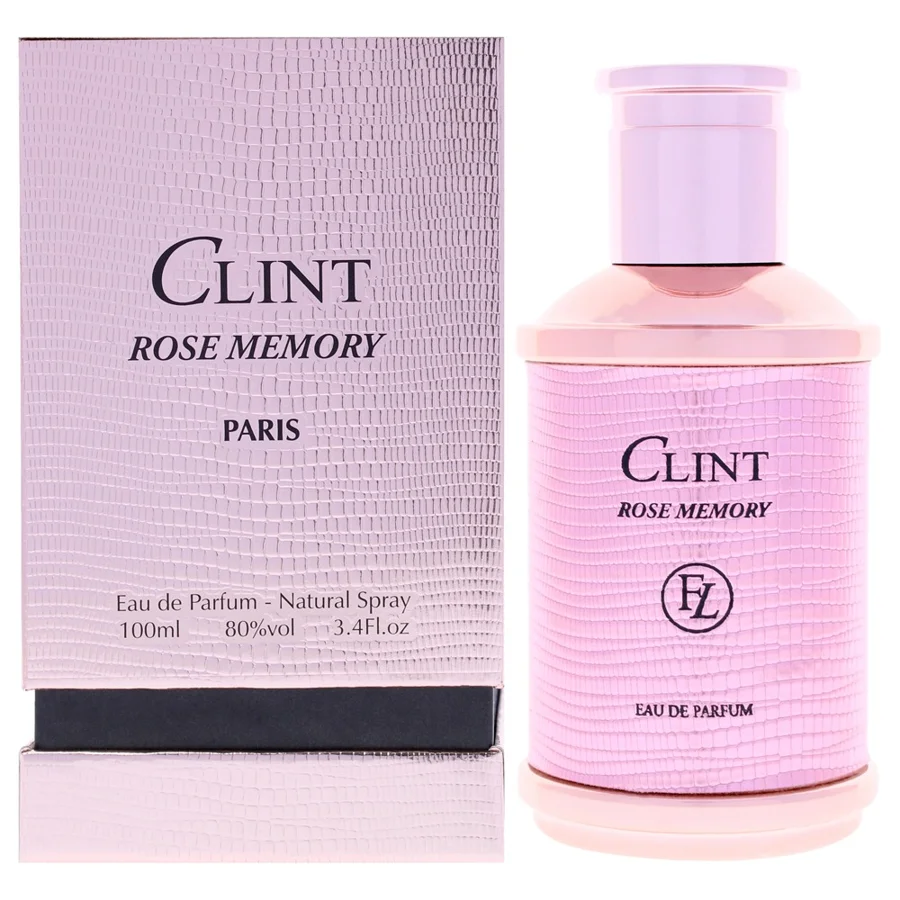 CLINT
ROSE MEMORY
PARIS
Eau de Parfum - Natural Spray
100ml 80%vol 3.4Fl.oz
CLINT
ROSE MEMORY
FL
EAU DE PARFUM